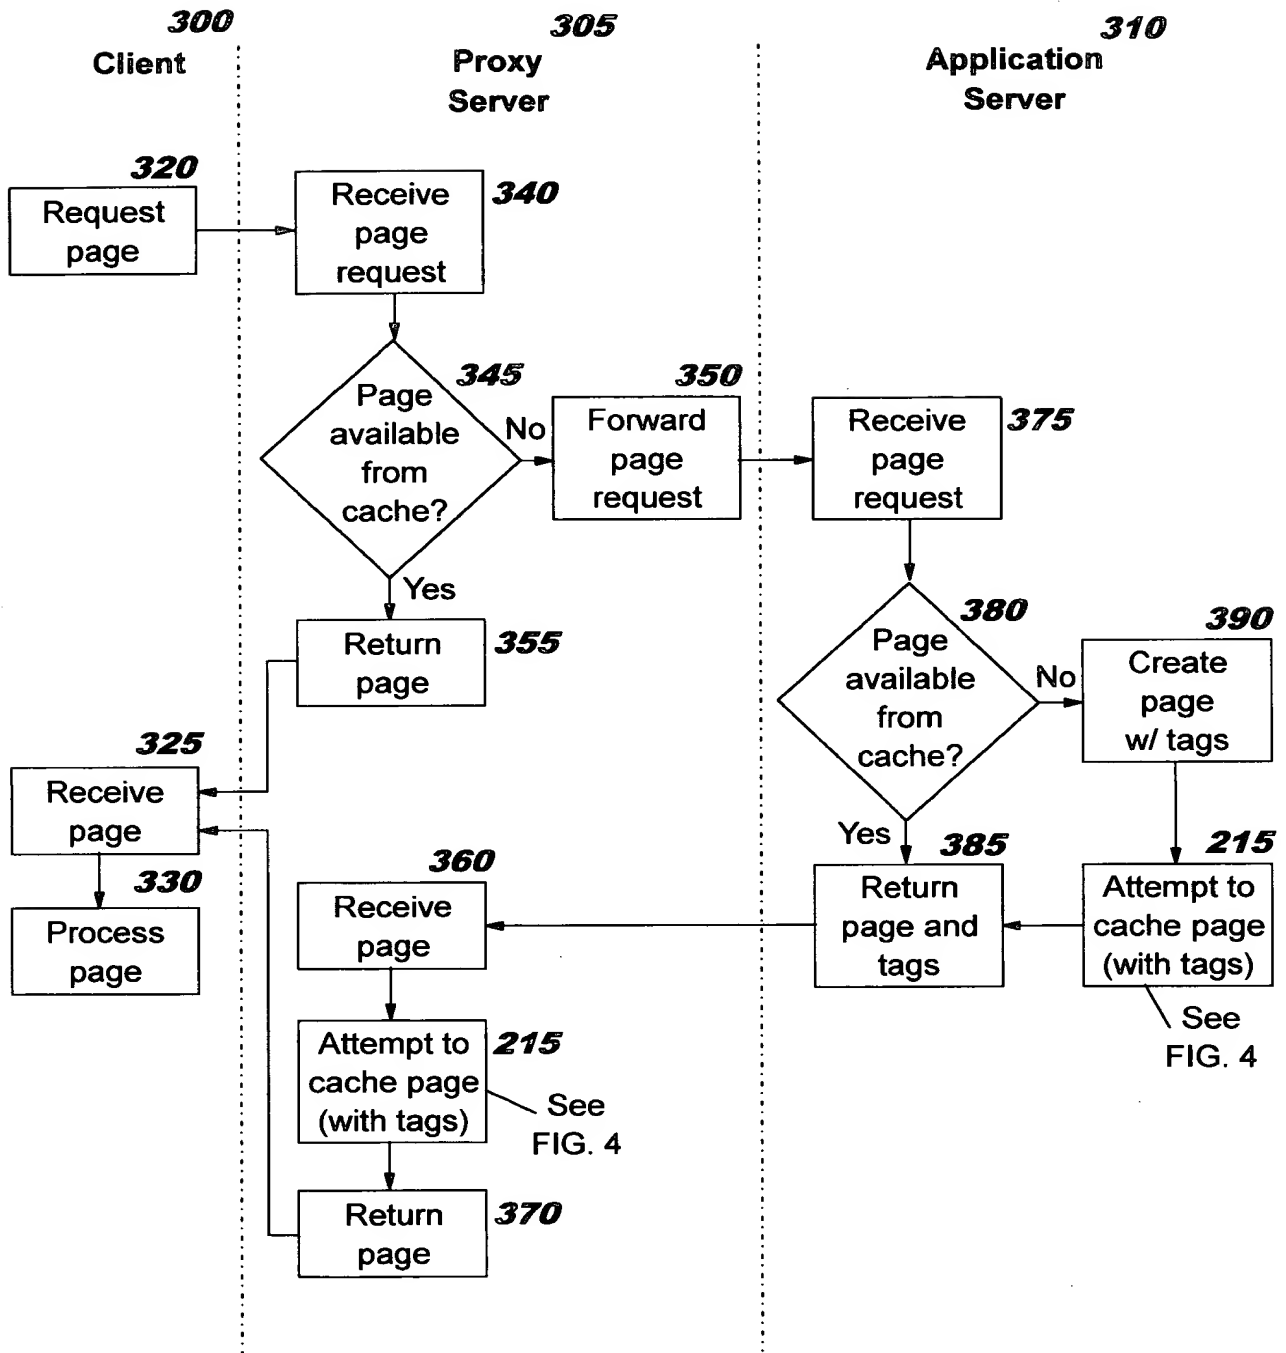 300
Client
305
Proxy
Server
310
Application
Server
320
Request
page
340
Receive
page
request
345
Page
available
from
cache?
No
Yes
350
Forward
page
request
375
Receive
page
request
380
Page
available
from
cache?
No
Yes
390
Create
page
w/ tags
355
Return
page
325
Receive
page
330
Process
page
360
Receive
page
385
Return
page and
tags
215
Attempt to
cache page
(with tags)
See
FIG. 4
215
Attempt to
cache page
(with tags)
See
FIG. 4
370
Return
page